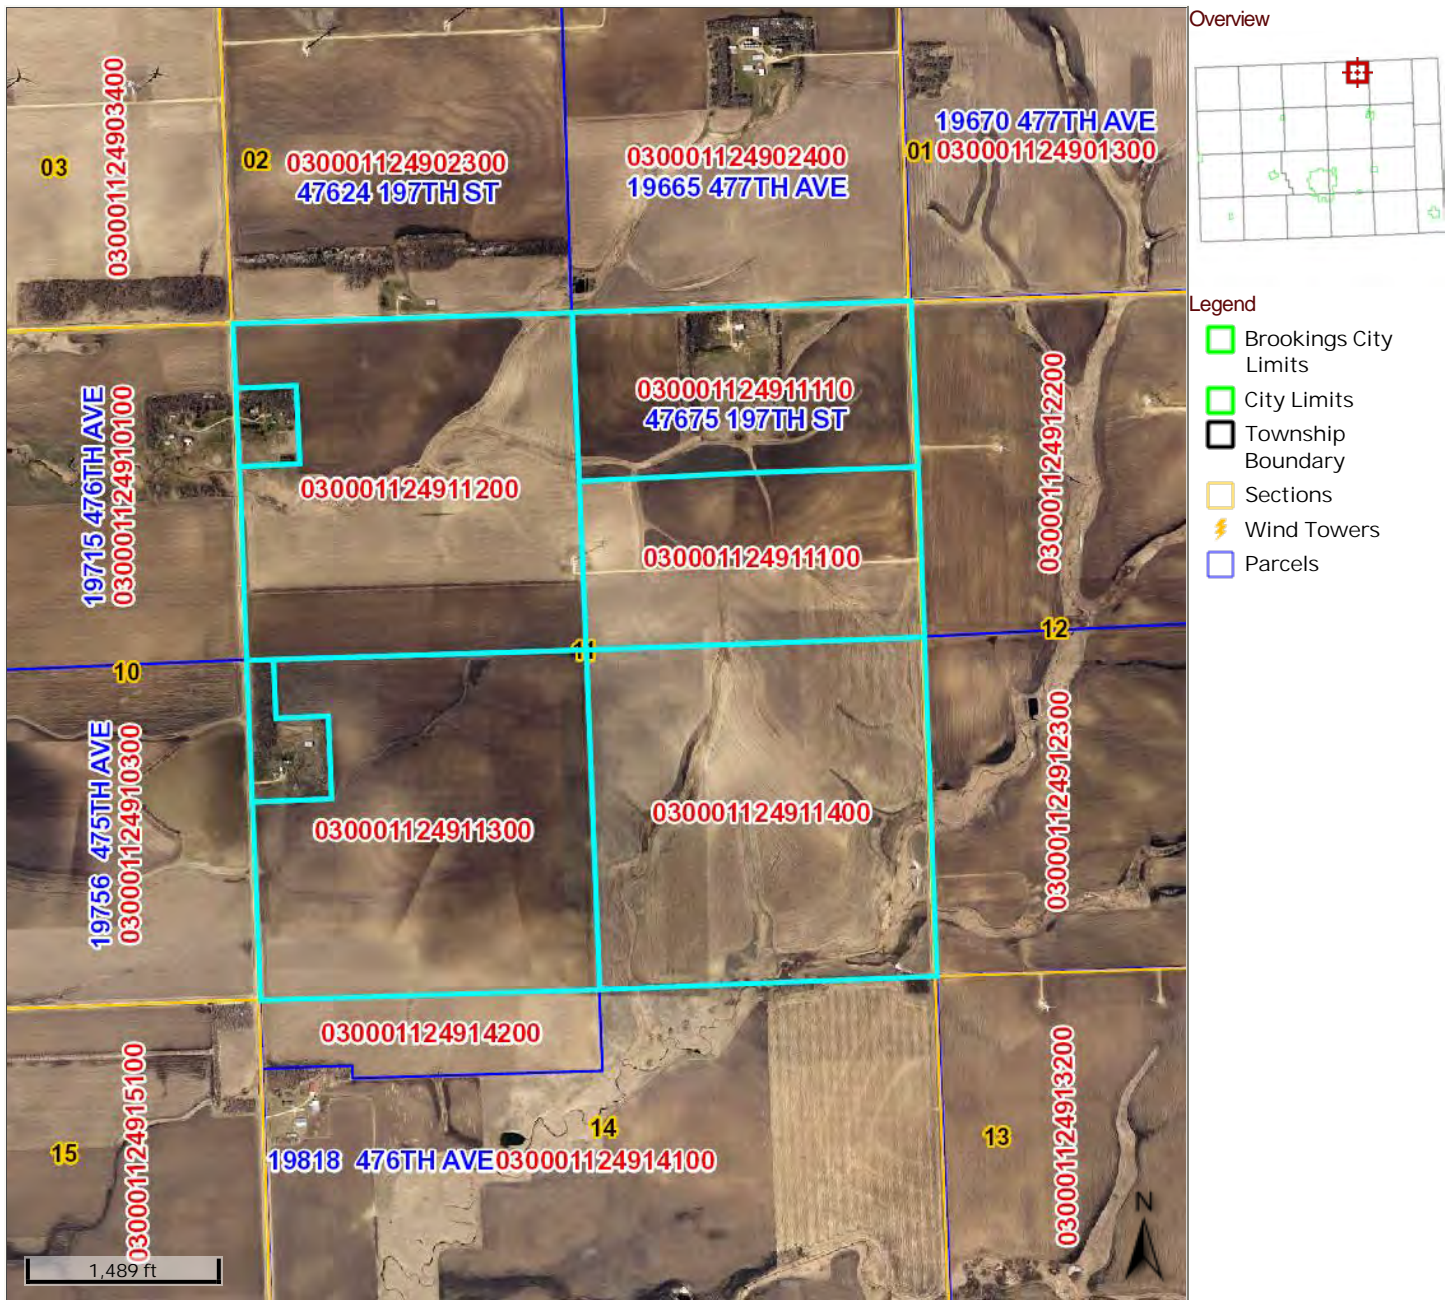 Overview
Legend
Brookings City
Limits
City Limits
Township
Boundary
Sections
Wind Towers
Parcels
030001124903400
03
02
030001124902300
47624 197TH ST
030001124902400
19665 477TH AVE
19670 477TH AVE
01
030001124901300
19715 476TH AVE
030001124910100
030001124911200
030001124911110
47675 197TH ST
030001124911100
030001124912200
10
11
12
19756 475TH AVE
030001124910300
030001124911300
030001124911400
030001124912300
030001124914200
030001124915100
15
14
19818 476TH AVE
030001124914100
13
030001124913200
N
1,489 ft